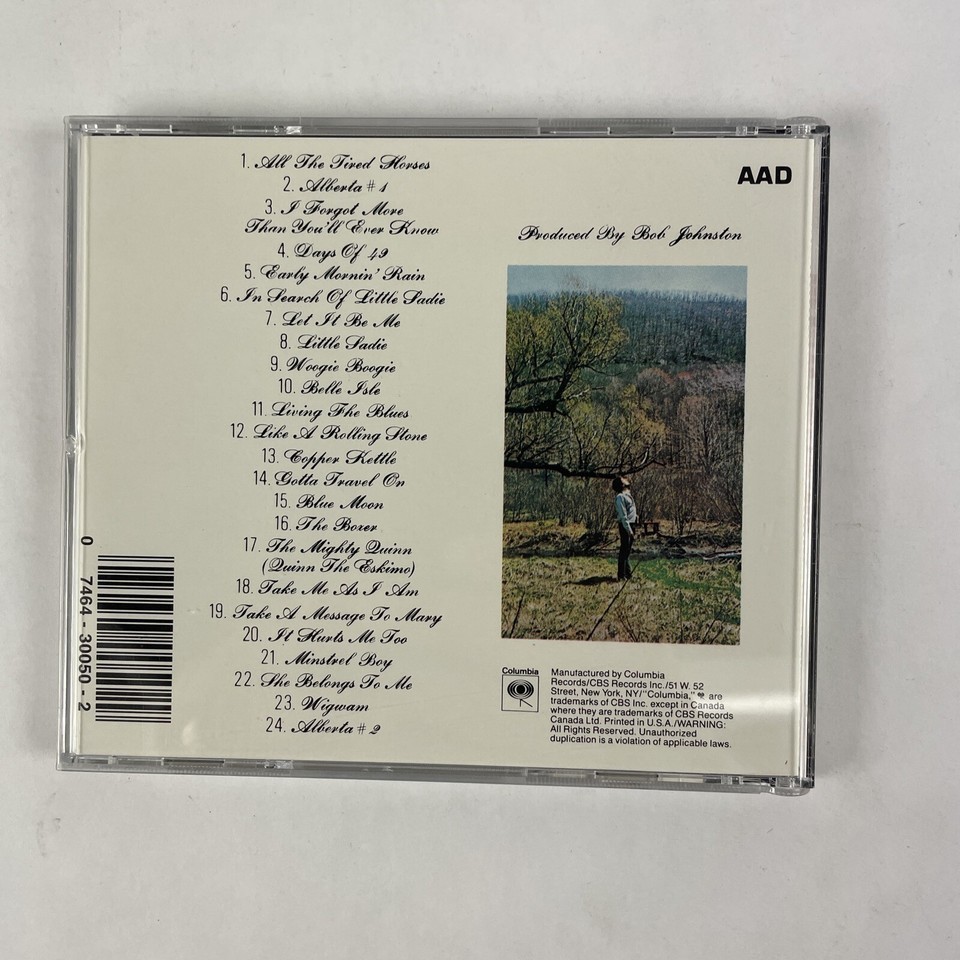 1. All The Tired Horses
2. Alberta #1
3. I Forgot More
Than You'll Ever Know
4. Days Of 49
5. Early Mornin' Rain
6. In Search Of Little Sadie
7. Let It Be Me
8. Little Sadie
9. Woogie Boogie
10. Belle Isle
11. Living The Blues
12. Like A Rolling Stone
13. Copper Kettle
14. Gotta Travel On
15. Blue Moon
16. The Boxer
17. The Mighty Quinn
(Quinn The Eskimo)
18. Take Me As I Am
19. Take A Message To Mary
20. It Hurts Me Too
21. Minstrel Boy
22. She Belongs To Me
23. Wigwam
24. Alberta #2
0 7464-30050-2
AAD
Produced By Bob Johnston
Columbia
Manufactured by Columbia
Records/CBS Records Inc./51 W. 52
Street, New York, NY/"Columbia," are
trademarks of CBS Inc. except in Canada
where they are trademarks of CBS Records
Canada Ltd. Printed in U.S.A./WARNING:
All Rights Reserved. Unauthorized
duplication is a violation of applicable laws.